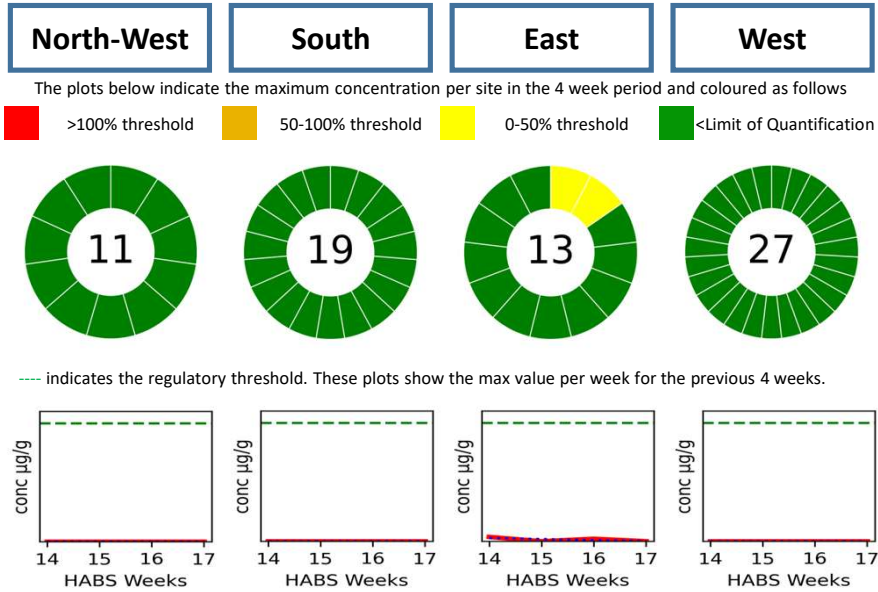 North-West South East West
The plots below indicate the maximum concentration per site in the 4 week period and coloured as follows
>100% threshold 50-100% threshold 0-50% threshold <Limit of Quantification
11 19 13 27
---- indicates the regulatory threshold. These plots show the max value per week for the previous 4 weeks.
conc µg/g conc µg/g conc µg/g conc µg/g
14 15 16 17 14 15 16 17 14 15 16 17 14 15 16 17
HABS Weeks HABS Weeks HABS Weeks HABS Weeks